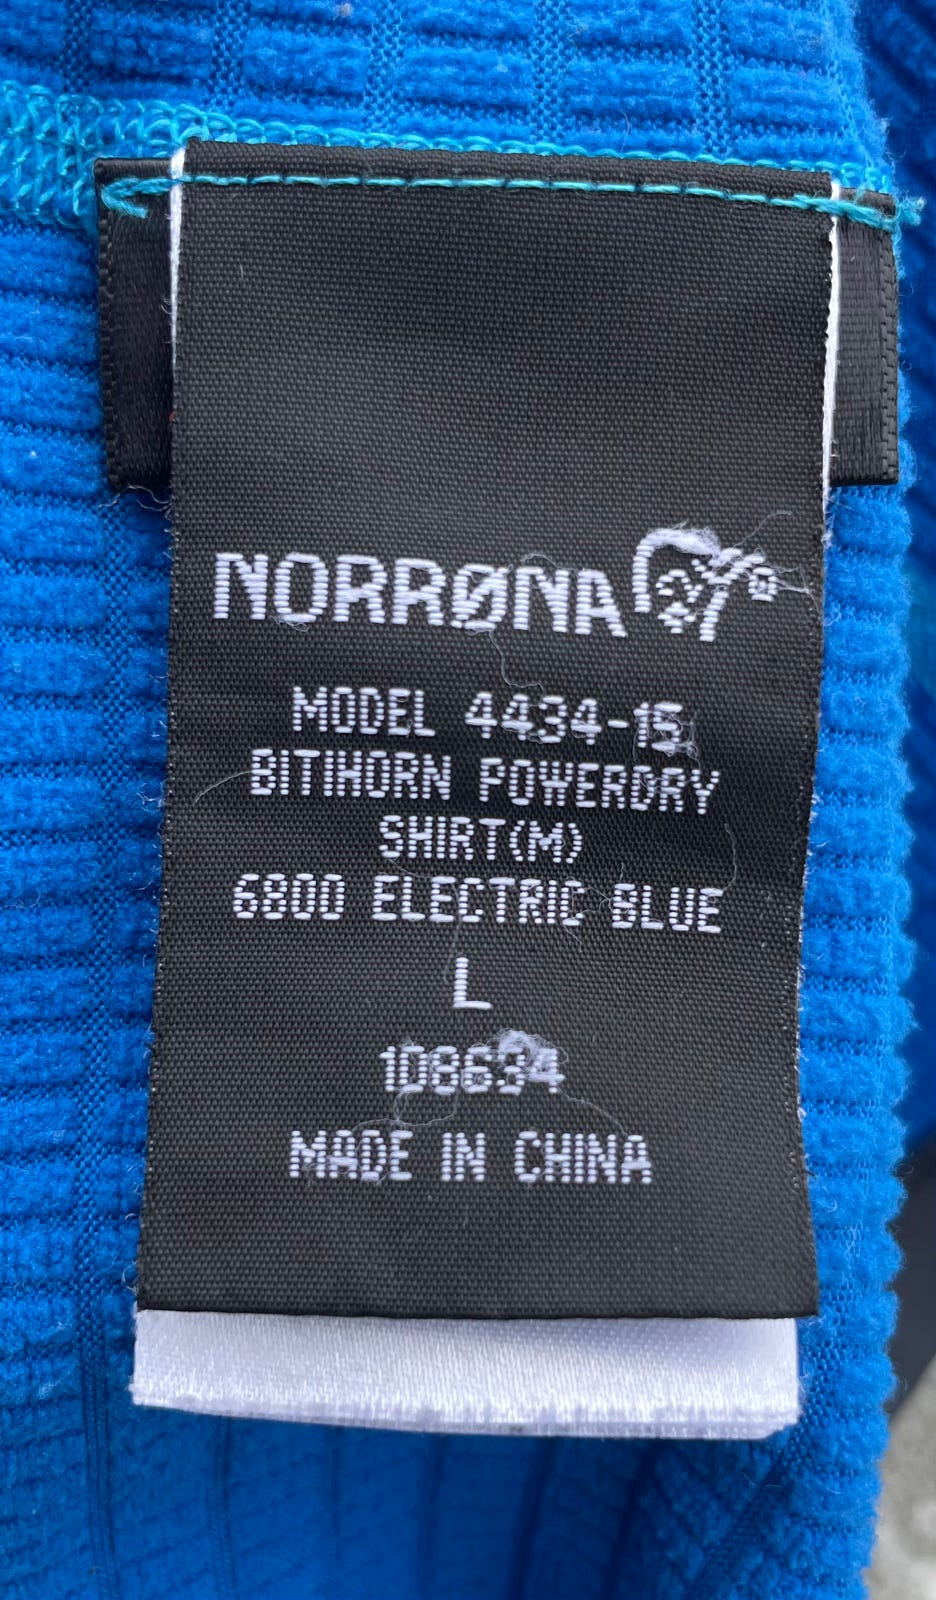 NORRØNA
MODEL 4434-15
BITIHORN POWERDRY
SHIRT(M)
6800 ELECTRIC BLUE
L
108634
MADE IN CHINA